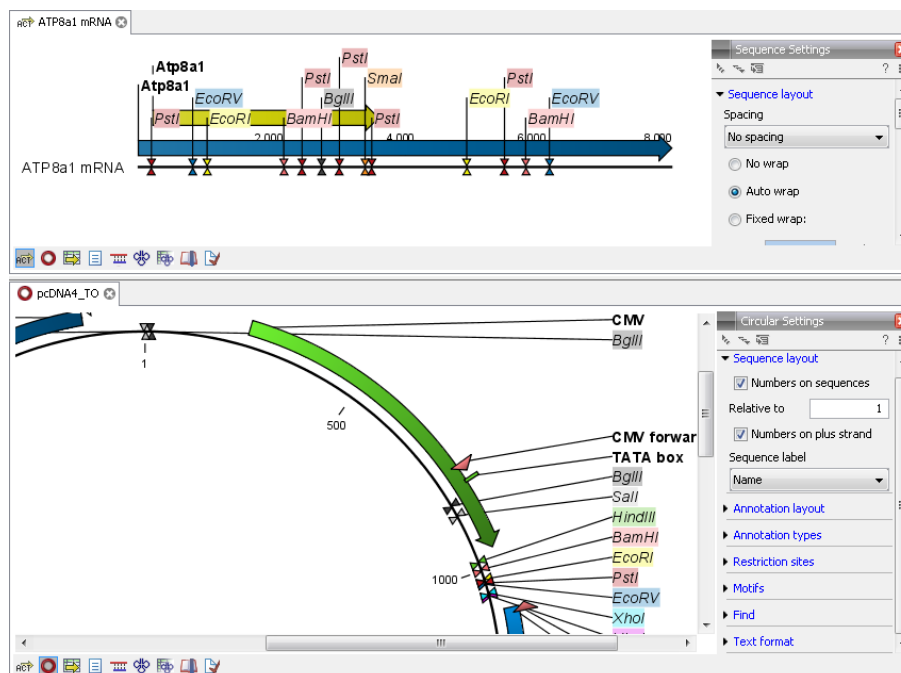 ATP8a1 mRNA
Sequence Settings
?
Sequence layout
Spacing
No spacing
No wrap
Auto wrap
Fixed wrap:
PstI
Atp8a1
PstI
SmaI
PstI
Atp8a1
EcoRV
BglII
EcoRI
EcoRV
PstI
EcoRI
BamHI
PstI
BamHI
2,000
4,000
6,000
8,000
ATP8a1 mRNA
pcDNA4_TO
Circular Settings
?
Sequence layout
Numbers on sequences
Relative to
1
Numbers on plus strand
Sequence label
Name
Annotation layout
Annotation types
Restriction sites
Motifs
Find
Text format
CMV
BglII
1
500
CMV forwar
TATA box
BglII
SalI
HindIII
BamHI
EcoRI
1000
PstI
EcoRV
XhoI